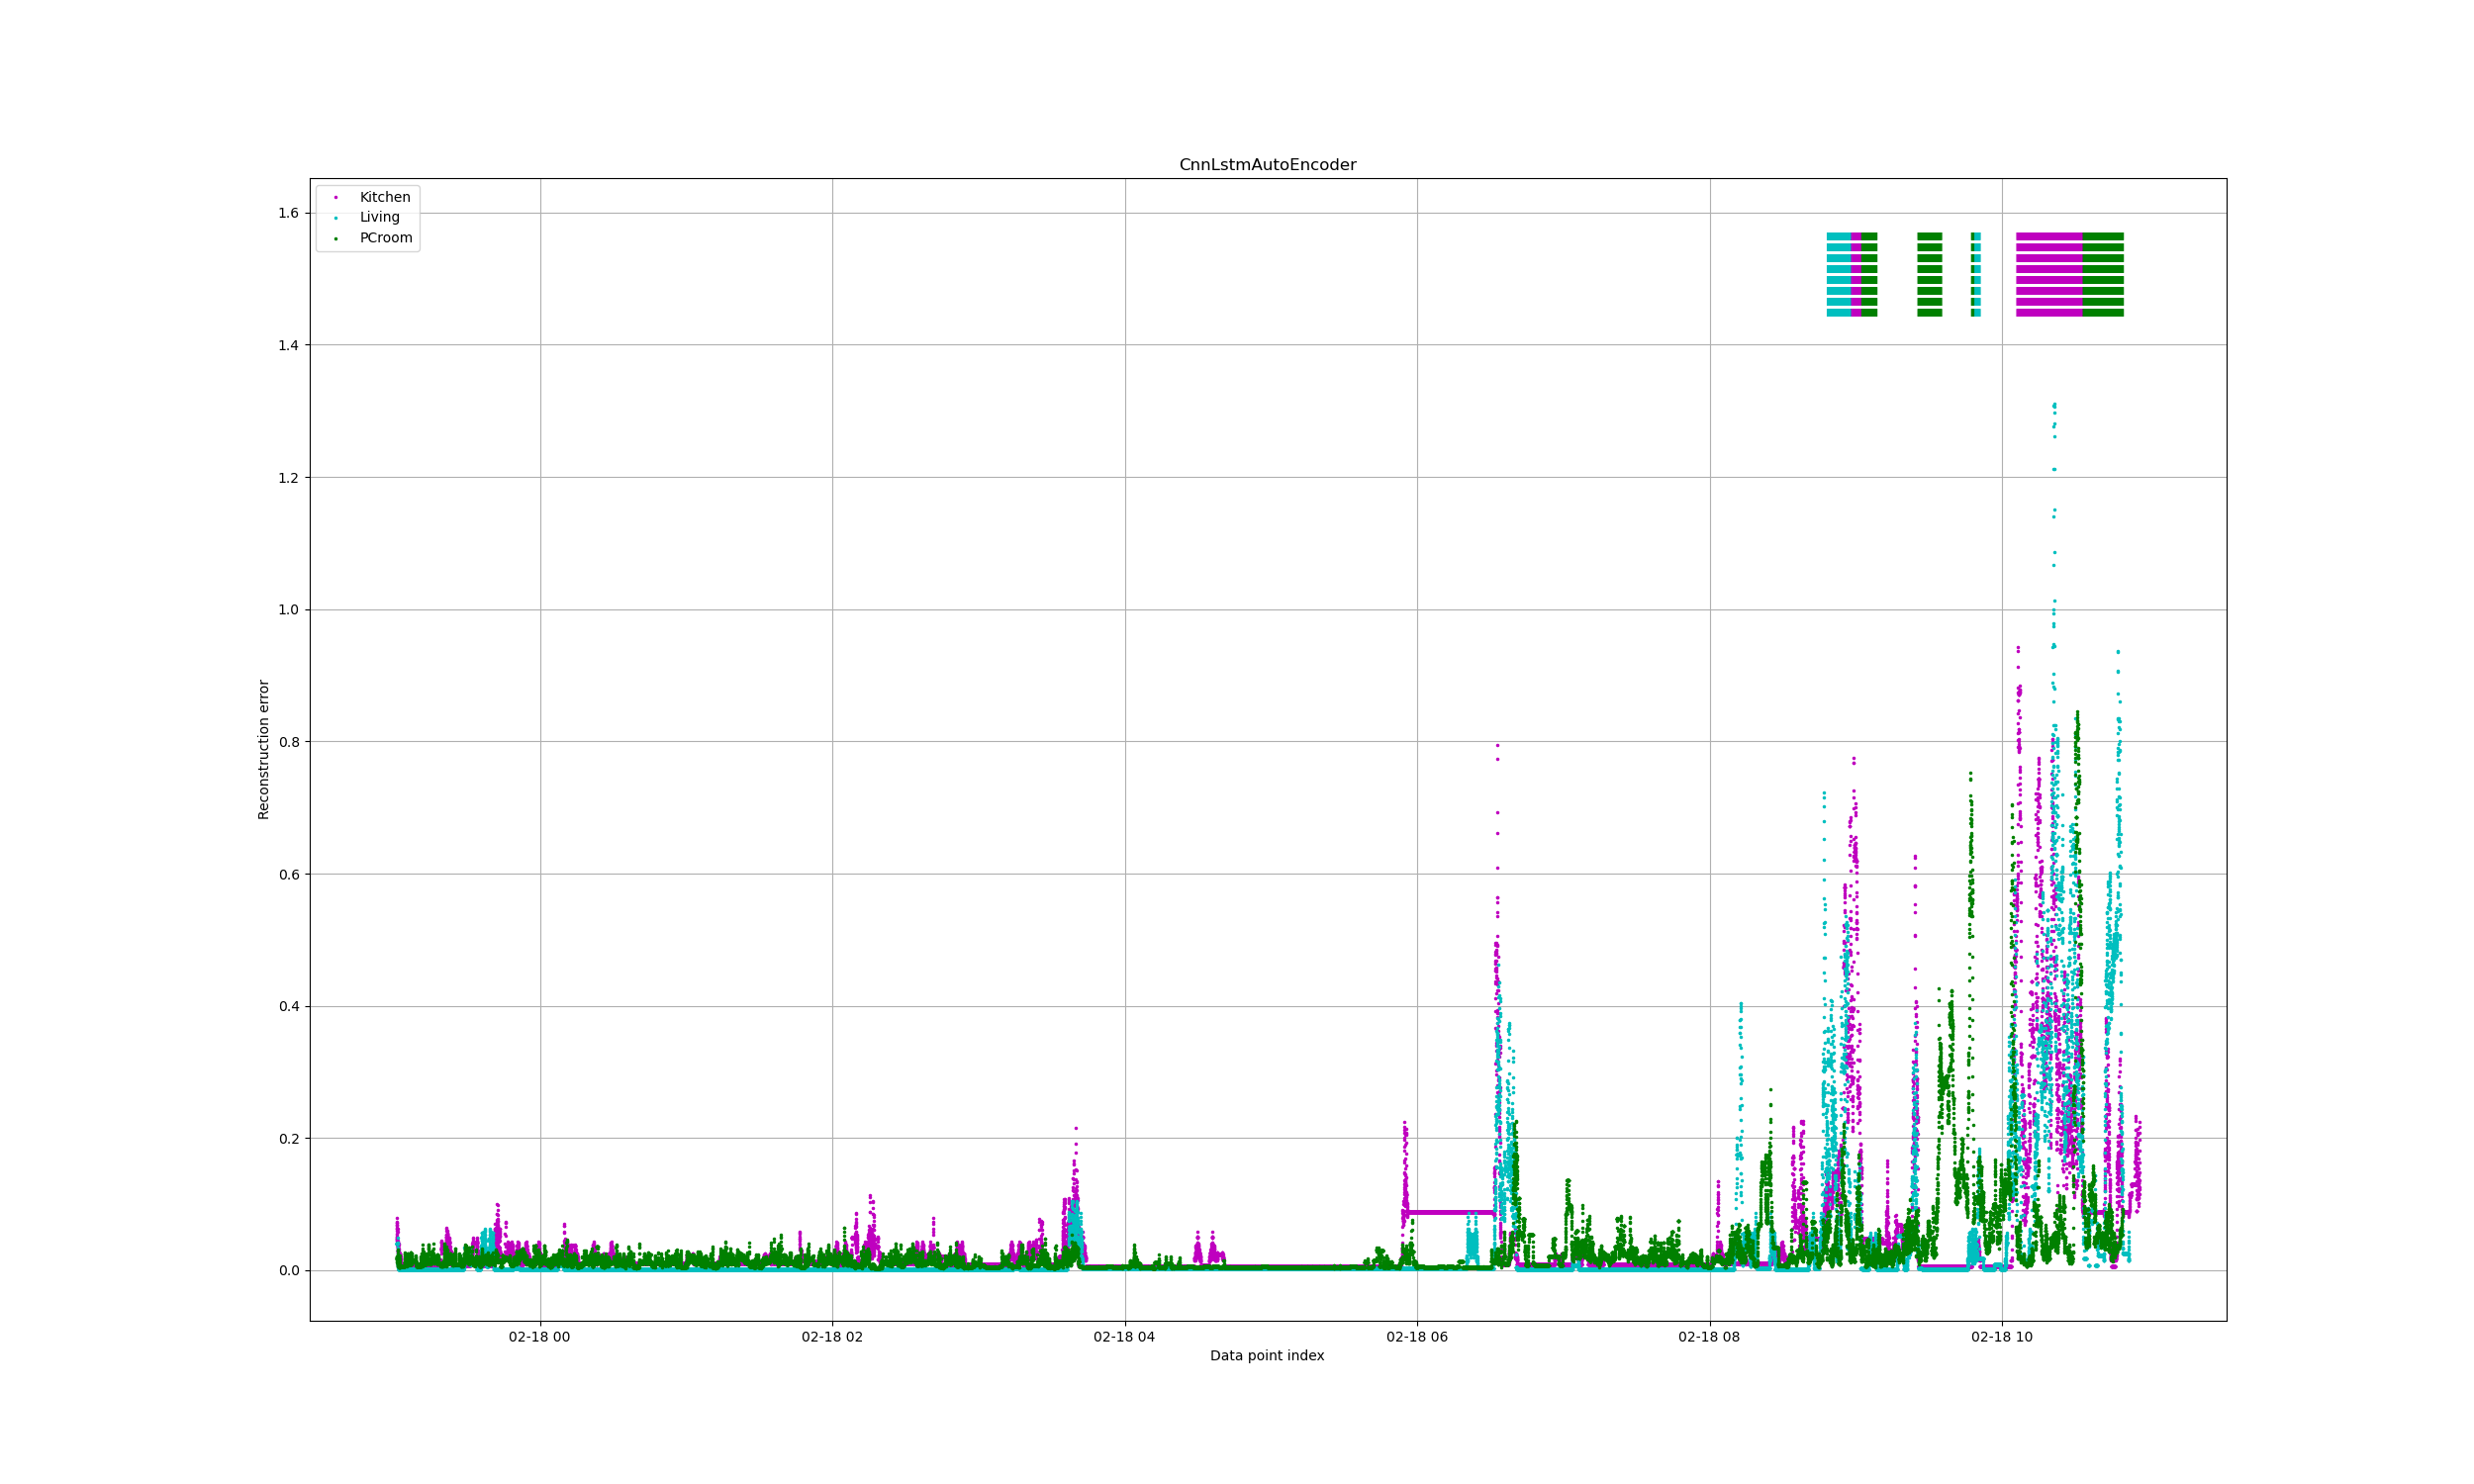 CnnLstmAutoEncoder
Kitchen
Living
PCroom
1.6
1.4
1.2
1.0
0.8
0.6
0.4
0.2
0.0
Reconstruction error
02-18 00
02-18 02
02-18 04
02-18 06
02-18 08
02-18 10
Data point index